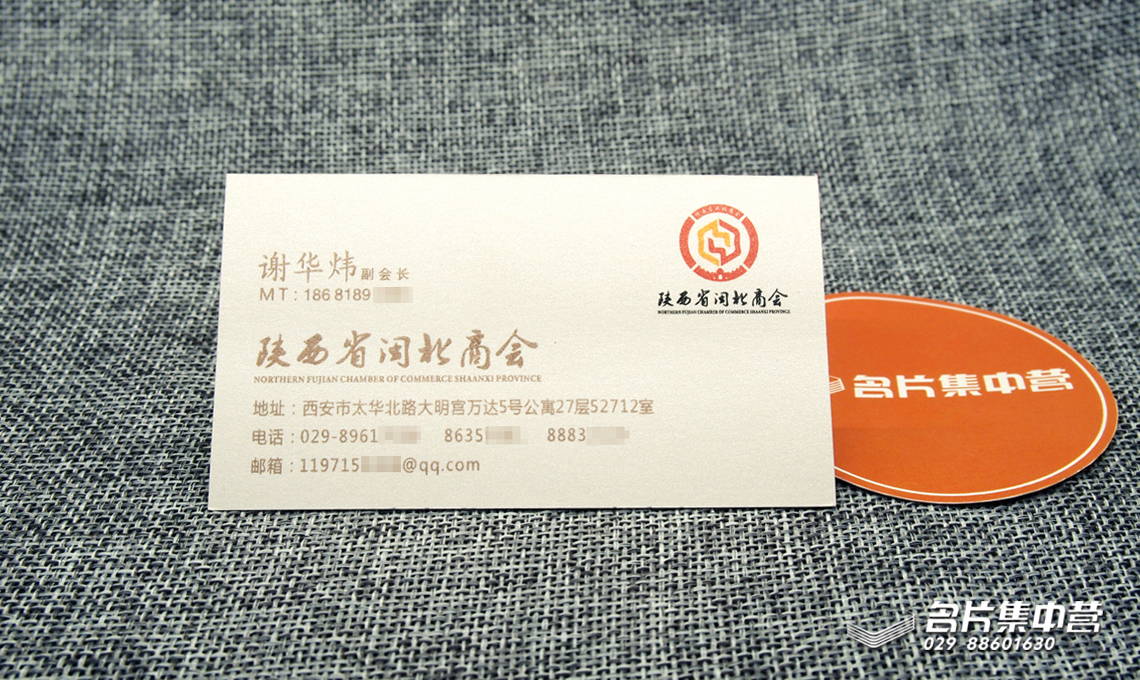 谢华炜 副会长
MT：186 8189
陕西省闽北商会
NORTHERN FUJIAN CHAMBER OF COMMERCE SHAANXI PROVINCE
陕西省闽北商会
NORTHERN FUJIAN CHAMBER OF COMMERCE SHAANXI PROVINCE
地址：西安市太华北路大明宫万达5号公寓27层52712室
电话：029-8961 8635 8883
邮箱：119715 @qq.com
名片集中营
名片集中营
029 88601630